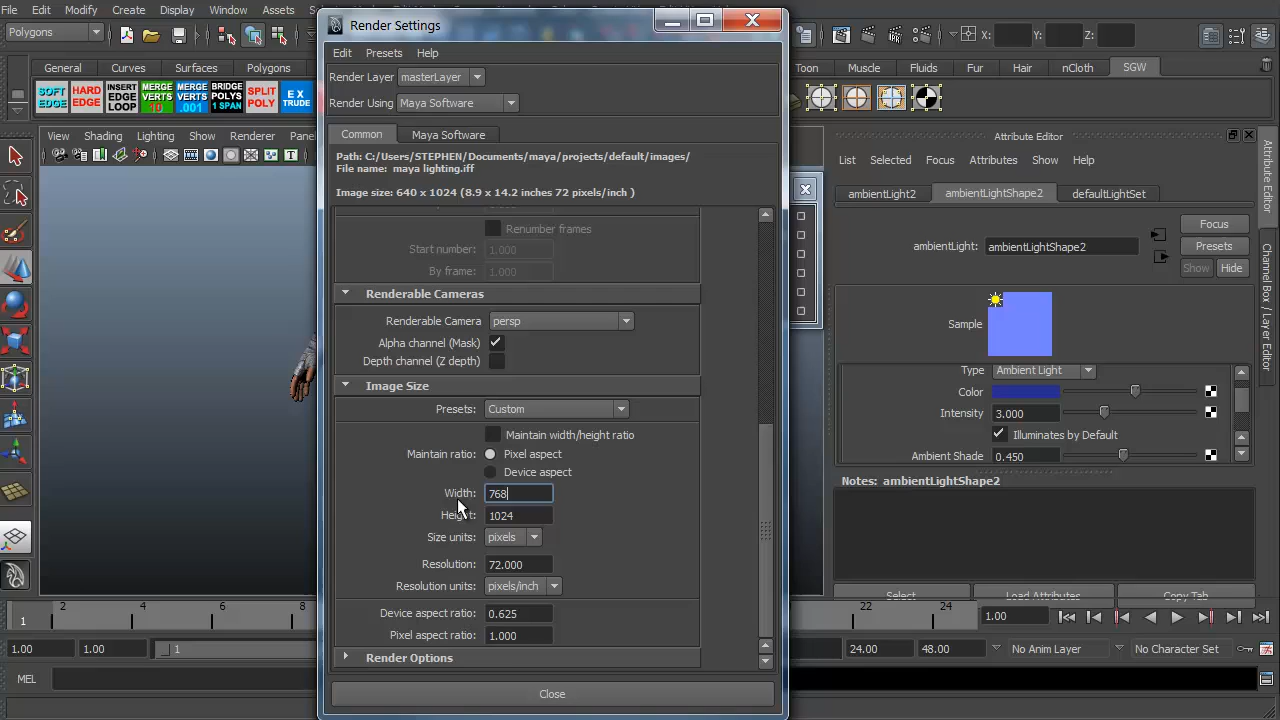 File Edit Modify Create Display Window Assets
Render Settings
Polygons
X: Y: Z:
Edit Presets Help
General Curves Surfaces Polygons
Toon Muscle Fluids Fur Hair nCloth SGW
Render Layer masterLayer
Render Using Maya Software
SOFT EDGE HARD EDGE INSERT EDGE LOOP MERGE VERTS 10 MERGE VERTS .001 BRIDGE POLYS 1 SPAN SPLIT POLY EX TRUDE
Common Maya Software
View Shading Lighting Show Renderer Panel
Attribute Editor
Path: C:/Users/STEPHEN/Documents/maya/projects/default/images/
File name: maya lighting.iff
Image size: 640 x 1024 (8.9 x 14.2 inches 72 pixels/inch )
List Selected Focus Attributes Show Help
ambientLight2 ambientLightShape2 defaultLightSet
Renumber frames
Start number: 1.000
By frame: 1.000
Renderable Cameras
Renderable Camera persp
Alpha channel (Mask)
Depth channel (Z depth)
Image Size
Presets: Custom
Maintain width/height ratio
Maintain ratio: Pixel aspect
Device aspect
Width: 768
Height: 1024
Size units: pixels
Resolution: 72.000
Resolution units: pixels/inch
Device aspect ratio: 0.625
Pixel aspect ratio: 1.000
Render Options
Close
ambientLight: ambientLightShape2
Focus
Presets
Show Hide
Sample
Type Ambient Light
Color
Intensity 3.000
Illuminates by Default
Ambient Shade 0.450
Notes: ambientLightShape2
Select Load Attributes Copy Tab
Attribute Editor
Channel Box / Layer Editor
1 2 4 6 8 22 24 1.00
1.00 1.00 1 24.00 48.00 No Anim Layer No Character Set
MEL